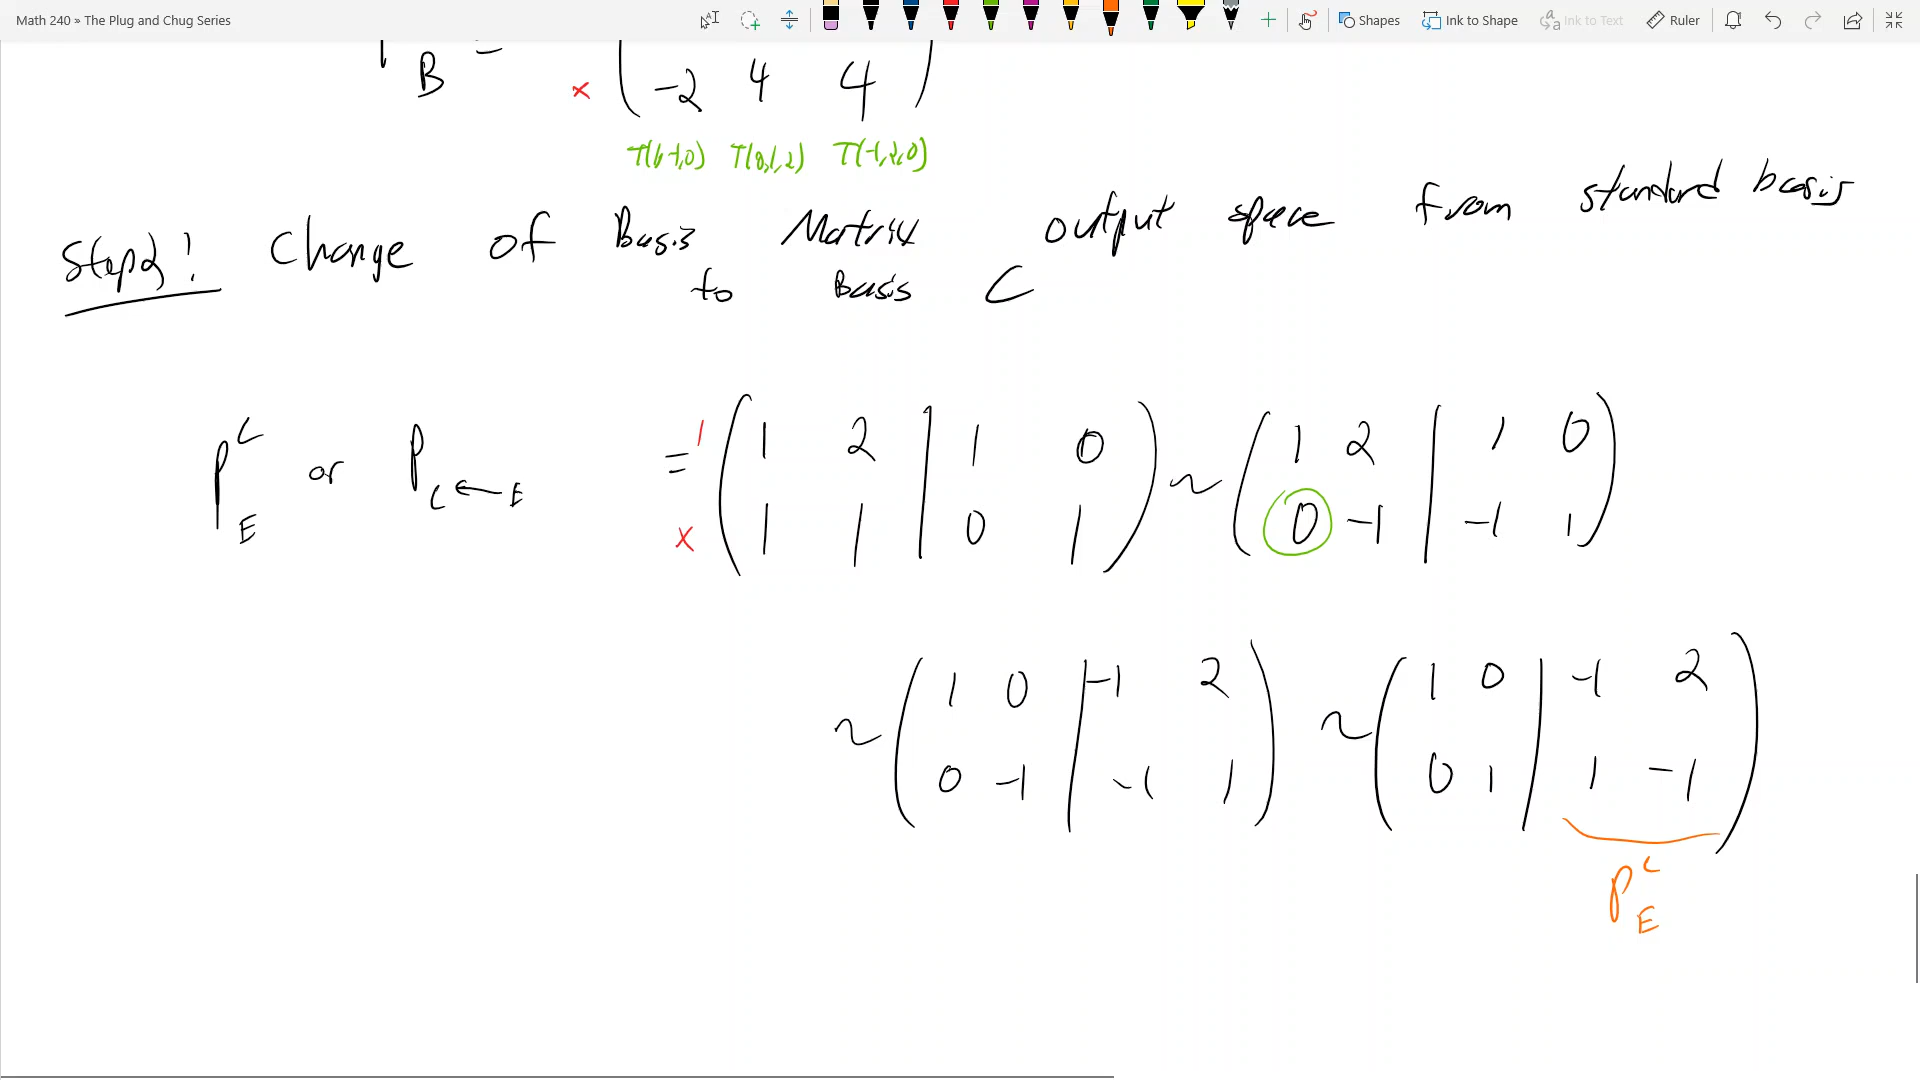 Math 240 » The Plug and Chug Series
Shapes Ink to Shape Ink to Text Ruler
B =
x ( -2 4 4 )
T(1,-1,0) T(0,1,2) T(-1,2,0)
Step 2! Change of Basis Matrix output space from standard basis
to Basis C
P^C_E or P_{C←E} = ( 1 2 | 1 0 ) ~ ( 1 2 | 1 0 )
1 x ( 1 1 | 0 1 ) ( 0 -1 | -1 1 )
~ ( 1 0 | -1 2 ) ~ ( 1 0 | -1 2 )
( 0 -1 | -1 1 ) ( 0 1 | 1 -1 )
P^C_E